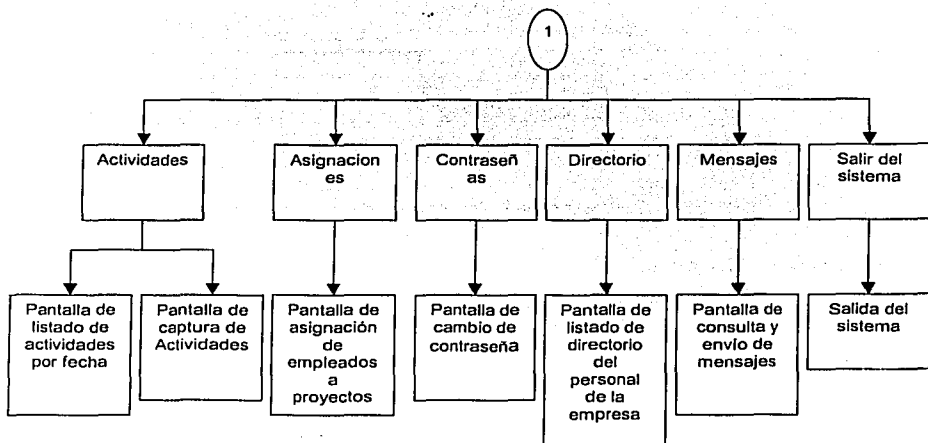 1
Actividades
Asignacion
es
Contraseñ
as
Directorio
Mensajes
Salir del
sistema
Pantalla de
listado de
actividades
por fecha
Pantalla de
captura de
Actividades
Pantalla de
asignación
de
empleados
a
proyectos
Pantalla de
cambio de
contraseña
Pantalla de
listado de
directorio
del
personal
de la
empresa
Pantalla de
consulta y
envío de
mensajes
Salida del
sistema